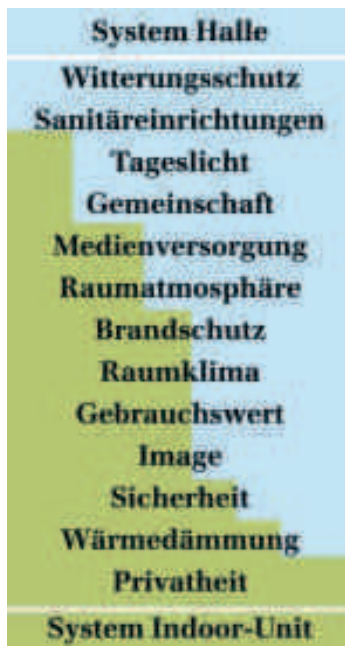 System Halle
Witterungsschutz
Sanitäreinrichtungen
Tageslicht
Gemeinschaft
Medienversorgung
Raumatmosphäre
Brandschutz
Raumklima
Gebrauchswert
Image
Sicherheit
Wärmedämmung
Privatheit
System Indoor-Unit